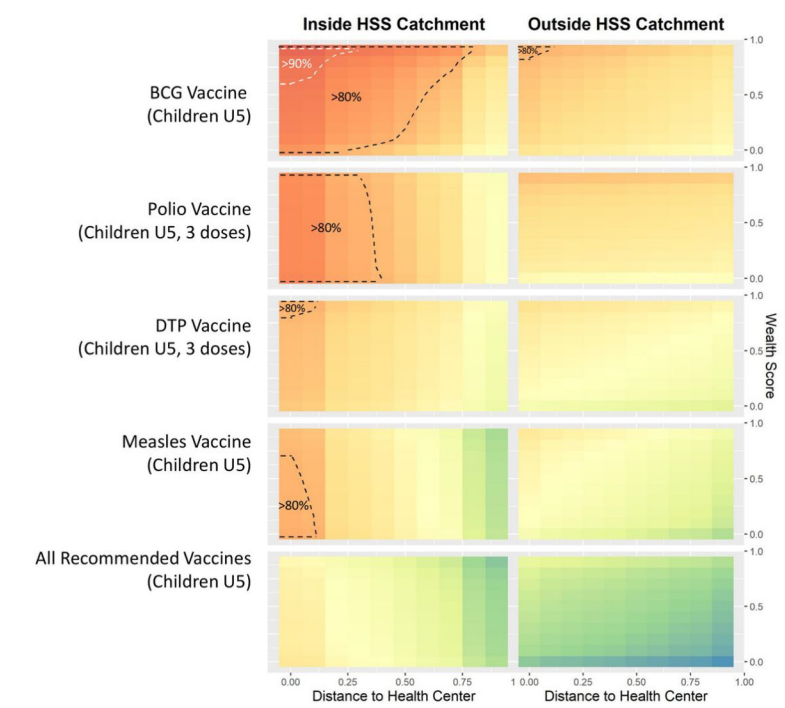 Inside HSS Catchment
Outside HSS Catchment
BCG Vaccine
(Children U5)
>90%
>80%
>80%
1.0
0.5
0.0
Polio Vaccine
(Children U5, 3 doses)
>80%
1.0
0.5
0.0
DTP Vaccine
(Children U5, 3 doses)
>80%
1.0
0.5
0.0
Wealth Score
Measles Vaccine
(Children U5)
>80%
1.0
0.5
0.0
All Recommended Vaccines
(Children U5)
1.0
0.5
0.0
0.00 0.25 0.50 0.75 1 0.00 0.25 0.50 0.75 1.00
Distance to Health Center
Distance to Health Center